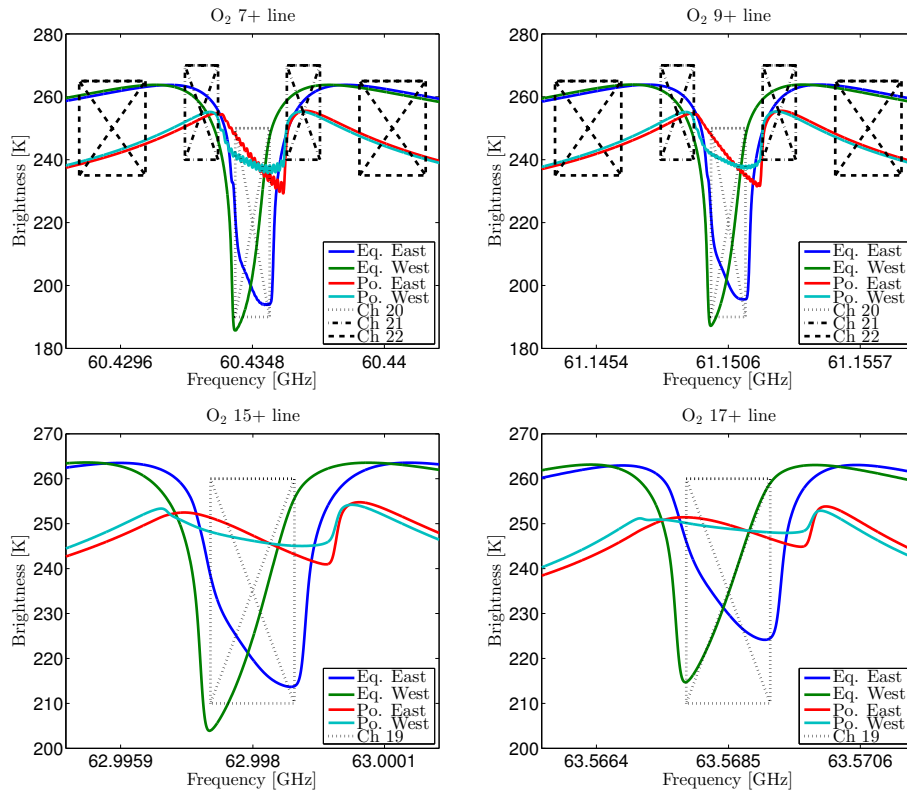 O₂ 7+ line
Brightness [K]
280
260
240
220
200
180
60.4296
60.4348
60.44
Frequency [GHz]
Eq. East
Eq. West
Po. East
Po. West
Ch 20
Ch 21
Ch 22
O₂ 9+ line
Brightness [K]
280
260
240
220
200
180
61.1454
61.1506
61.1557
Frequency [GHz]
Eq. East
Eq. West
Po. East
Po. West
Ch 20
Ch 21
Ch 22
O₂ 15+ line
Brightness [K]
270
260
250
240
230
220
210
200
62.9959
62.998
63.0001
Frequency [GHz]
Eq. East
Eq. West
Po. East
Po. West
Ch 19
O₂ 17+ line
Brightness [K]
270
260
250
240
230
220
210
200
63.5664
63.5685
63.5706
Frequency [GHz]
Eq. East
Eq. West
Po. East
Po. West
Ch 19